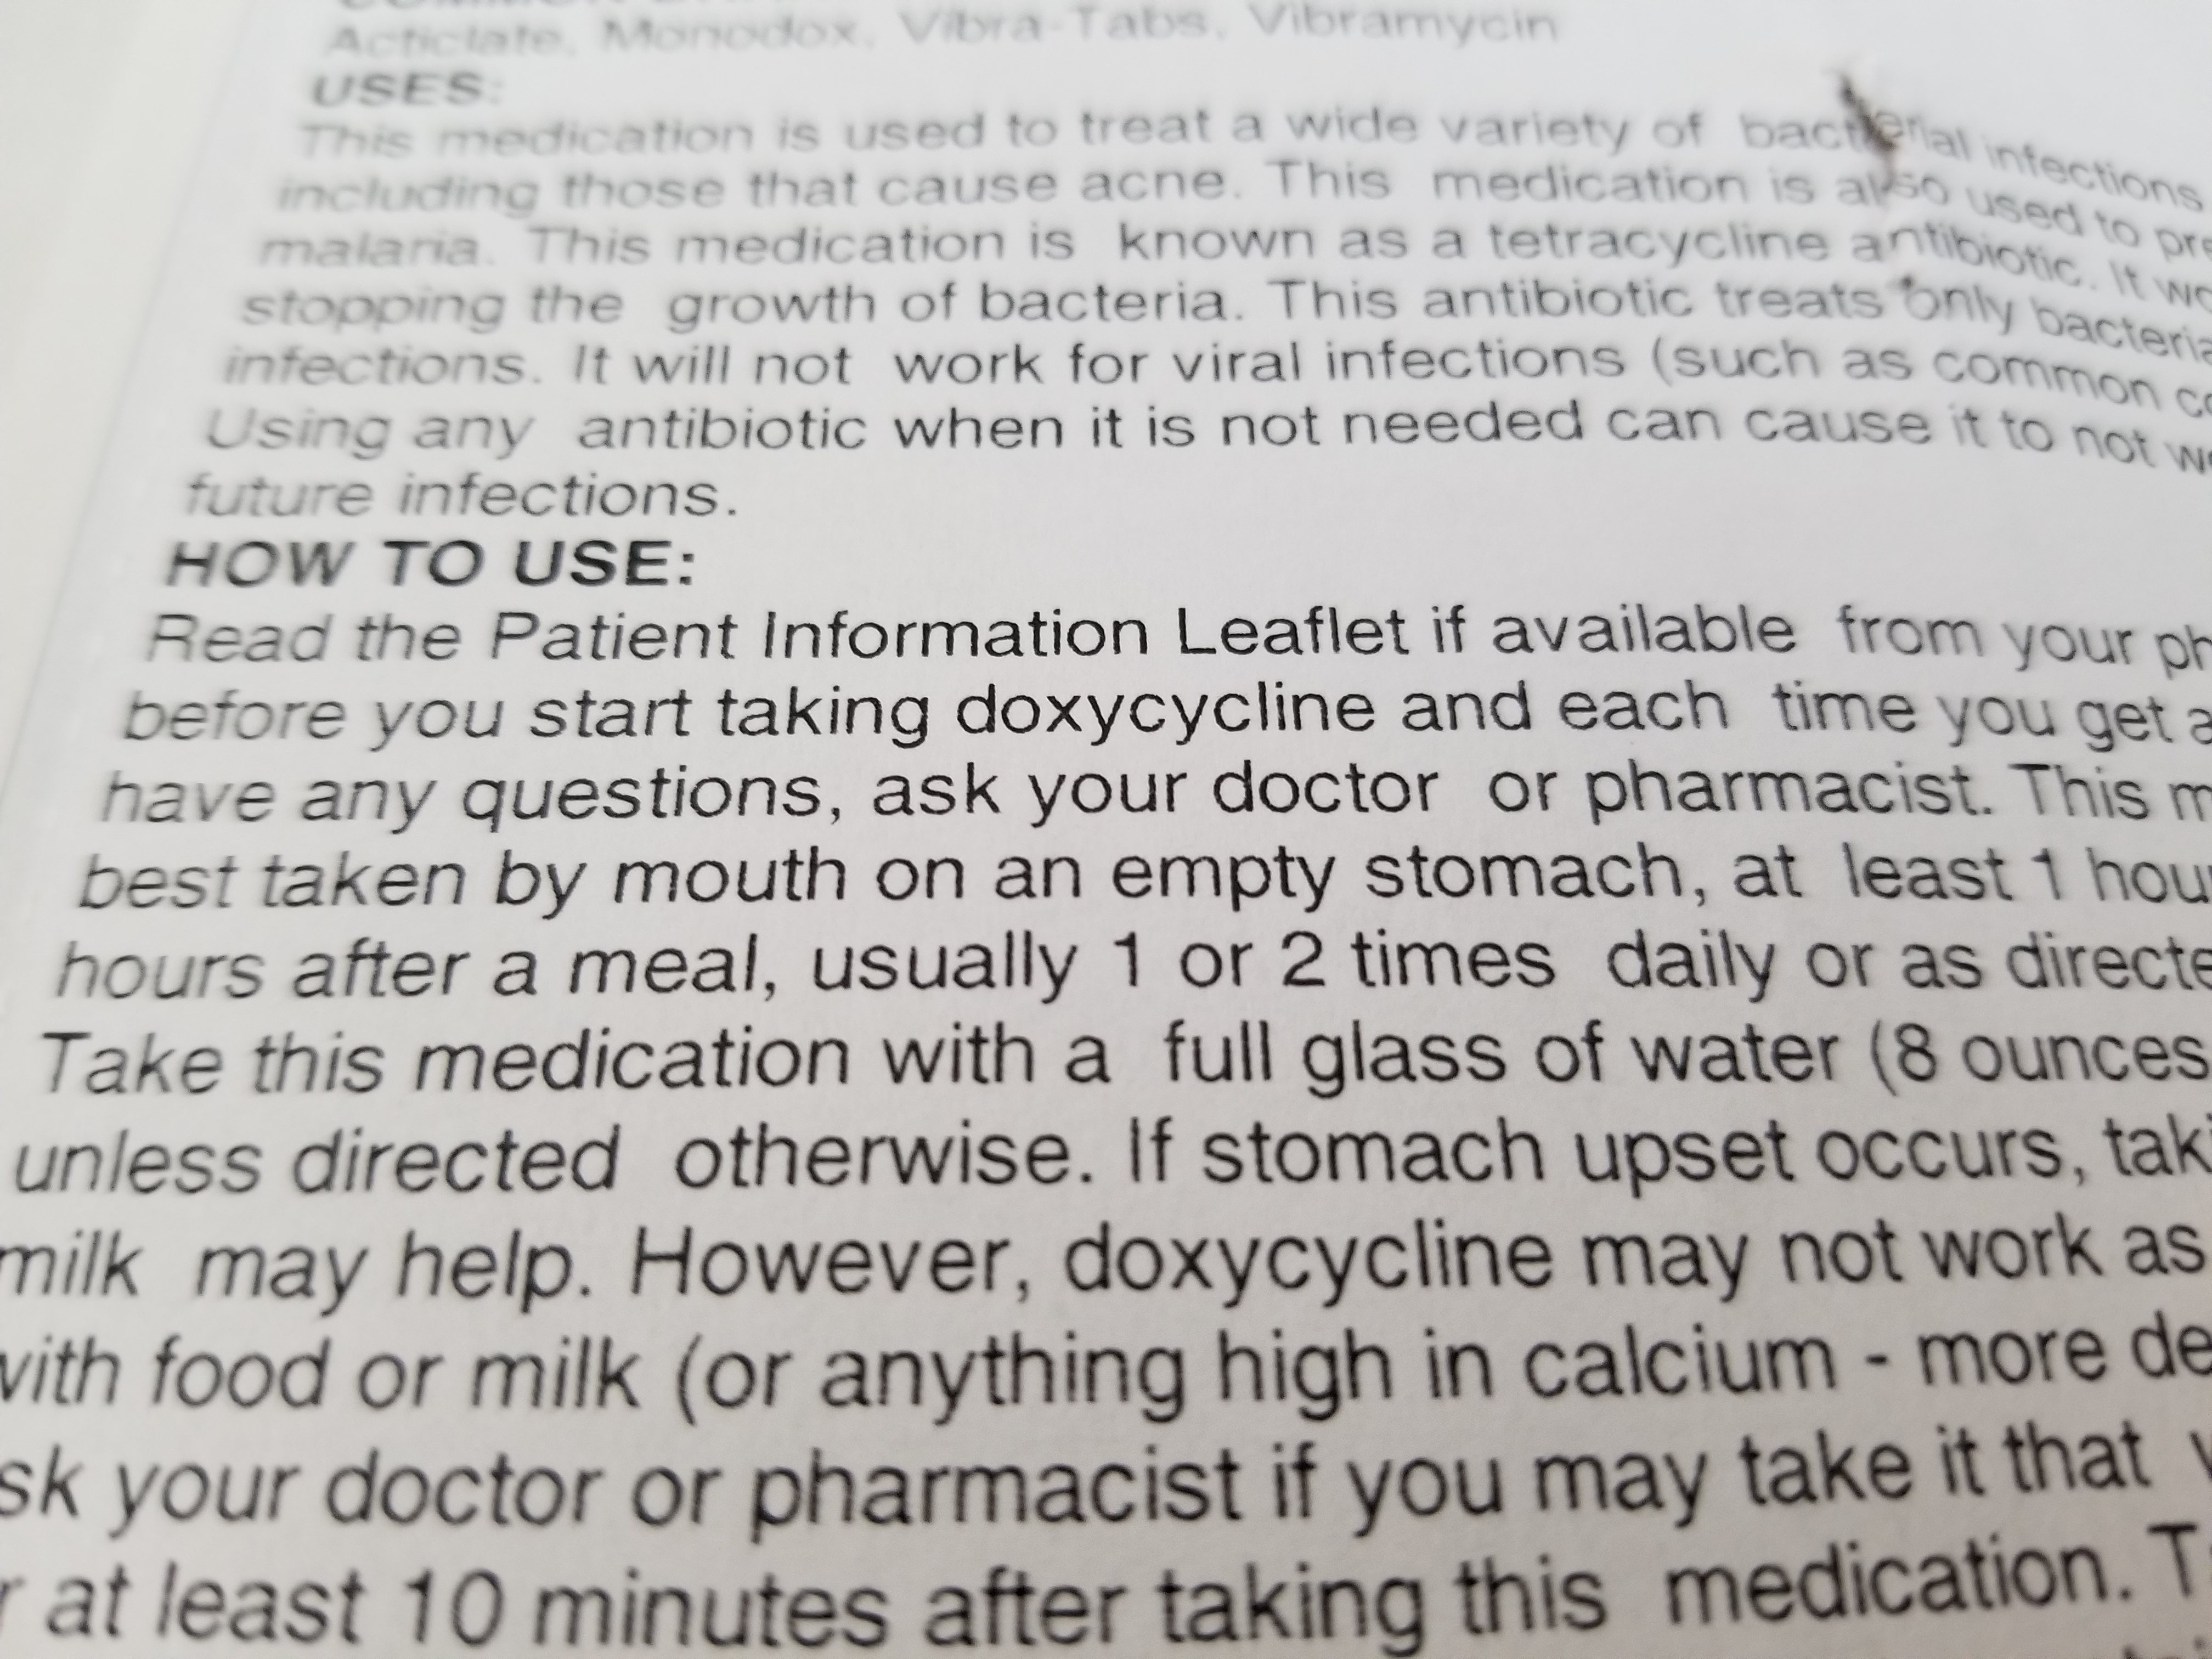 Acticlate, Monodox, Vibra-Tabs, Vibramycin
USES:
This medication is used to treat a wide variety of bacterial infections,
including those that cause acne. This medication is also used to
malaria. This medication is known as a tetracycline antibiotic. It
stopping the growth of bacteria. This antibiotic treats only
infections. It will not work for viral infections (such as common
Using any antibiotic when it is not needed can cause it to not
future infections.
HOW TO USE:
Read the Patient Information Leaflet if available from your
before you start taking doxycycline and each time you get a
have any questions, ask your doctor or pharmacist. This
best taken by mouth on an empty stomach, at least 1
hours after a meal, usually 1 or 2 times daily or as
Take this medication with a full glass of water (8 ounces
unless directed otherwise. If stomach upset occurs,
milk may help. However, doxycycline may not work as
with food or milk (or anything high in calcium - more
your doctor or pharmacist if you may take it that
at least 10 minutes after taking this medication.